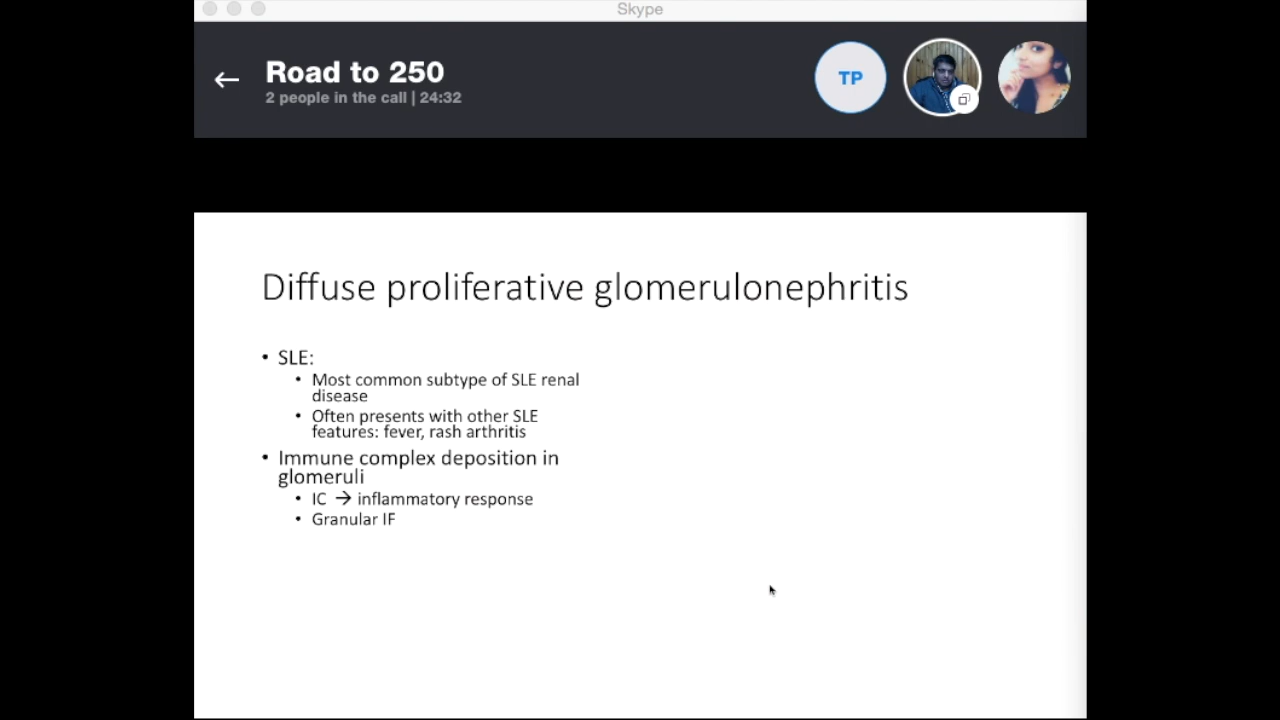 Skype
Road to 250
2 people in the call | 24:32
TP
Diffuse proliferative glomerulonephritis
• SLE:
• Most common subtype of SLE renal
disease
• Often presents with other SLE
features: fever, rash arthritis
• Immune complex deposition in
glomeruli
• IC → inflammatory response
• Granular IF